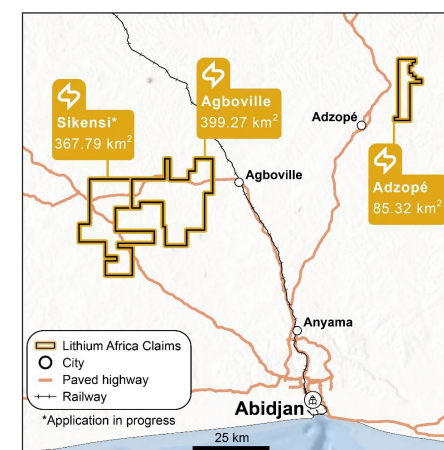 Agboville
399.27 km²
Sikensi*
367.79 km²
Adzopé
Adzopé
85.32 km²
Agboville
Anyama
Lithium Africa Claims
City
Paved highway
Railway
*Application in progress
Abidjan
25 km